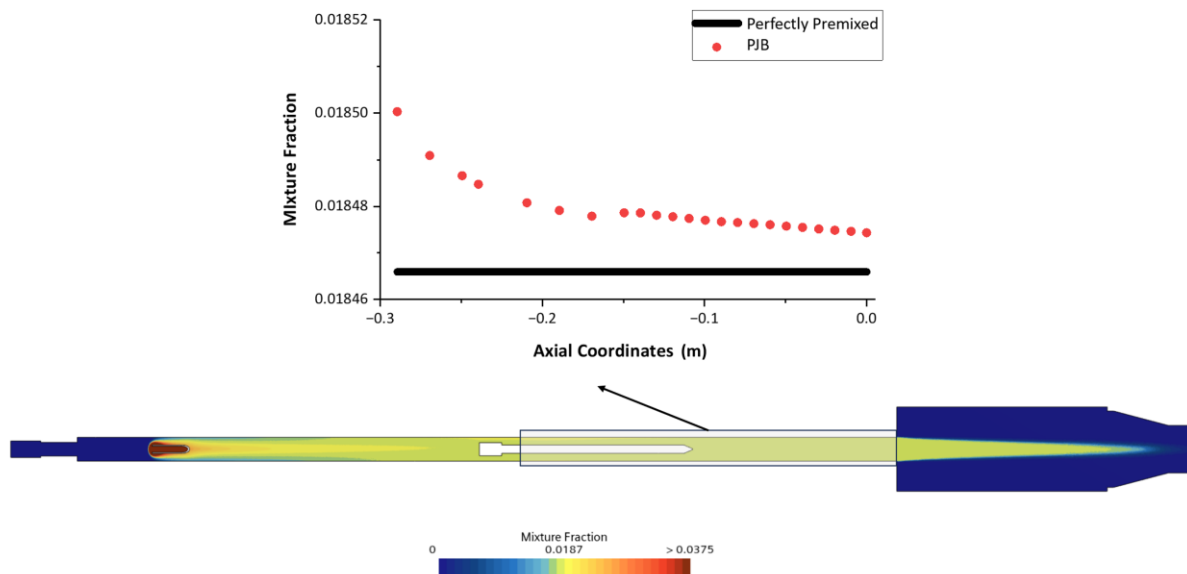 Perfectly Premixed
PJB
0.01852
0.01850
0.01848
0.01846
Mixture Fraction
−0.3
−0.2
−0.1
0.0
Axial Coordinates (m)
Mixture Fraction
0
0.0187
> 0.0375